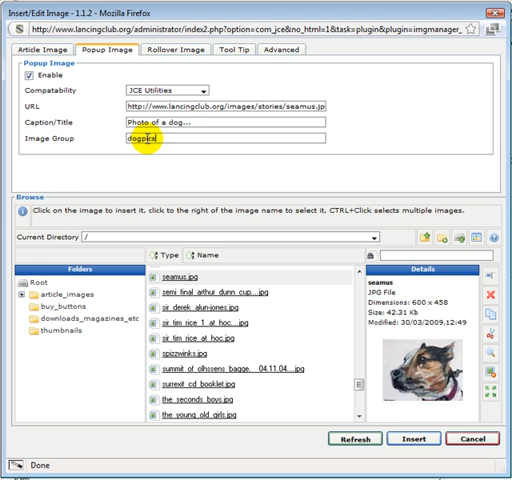 Insert/Edit Image - 1.1.2 - Mozilla Firefox
http://www.lancingclub.org/administrator/index2.php?option=com_jce&no_html=1&task=plugin&plugin=imgmanager_
Article Image Popup Image Rollover Image Tool Tip Advanced
Popup Image
Enable
Compatability JCE Utilities
URL http://www.lancingclub.org/images/stories/seamus.jp
Caption/Title Photo of a dog...
Image Group dogpics
Browse
Click on the image to insert it, click to the right of the image name to select it, CTRL+Click selects multiple images.
Current Directory /
Type Name
Folders Details
Root
article_images
buy_buttons
downloads_magazines_etc
thumbnails
seamus.jpg
semi_final_arthur_dunn_cup....jpg
sir_derek_alun-jones.jpg
sir_tim_rice_1_at_hoc....jpg
sir_tim_rice_at_hoc.jpg
spizzwinks.jpg
summit_of_olhssens_bagge.__04.11.04....jpg
surrexit_cd_booklet.jpg
the_seconds_boys.jpg
the_young_old_girls.jpg
seamus
JPG File
Dimensions: 600 x 458
Size: 42.31 Kb
Modified: 30/03/2009,12:49
Refresh Insert Cancel
Done